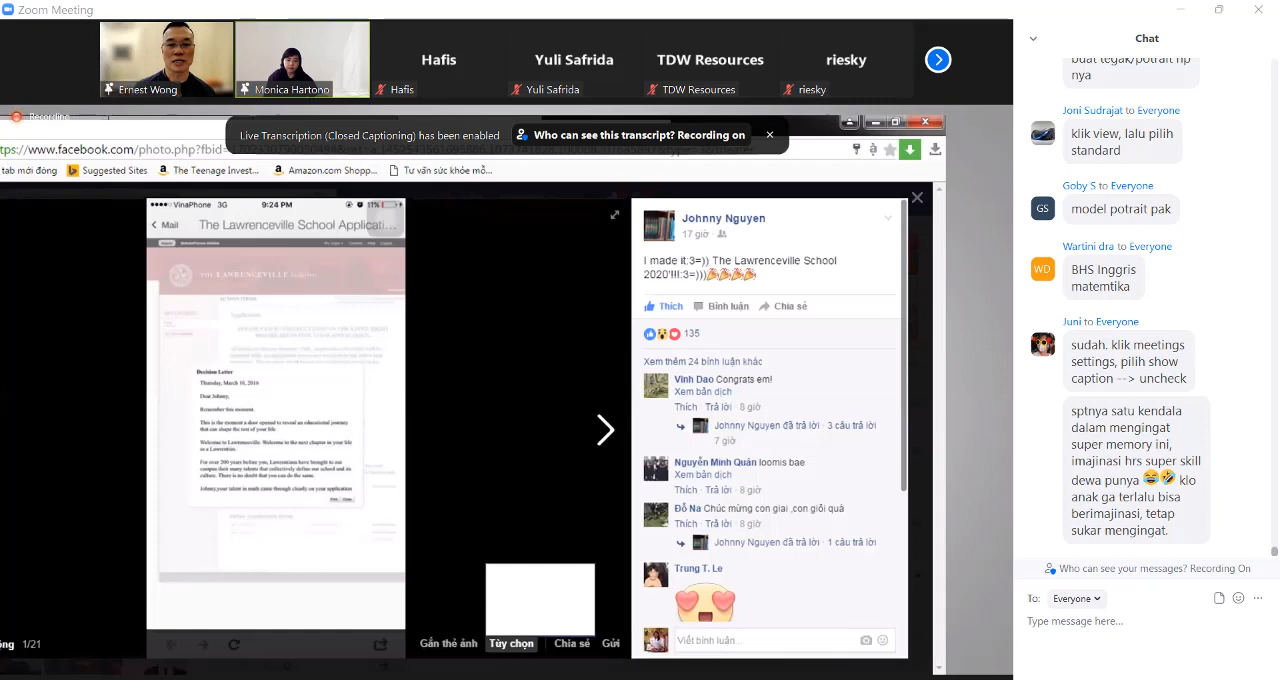 Zoom Meeting
Ernest Wong
Monica Hartono
Hafis
Hafis
Yuli Safrida
Yuli Safrida
TDW Resources
TDW Resources
riesky
riesky
Recording
Live Transcription (Closed Captioning) has been enabled
Who can see this transcript? Recording on
tps://www.facebook.com/photo.php?fbid=
tab mới đóng
Suggested Sites
The Teenage Invest...
Amazon.com Shopp...
Tư vấn sức khỏe mồ...
VinaPhone 3G 9:24 PM 11%
Mail The Lawrenceville School Applicati...
THE LAWRENCEVILLE
Decision Letter
Thursday, March 10, 2016
Dear Johnny,
Remember this moment.
This is the moment a door opened to reveal an educational journey
that can shape the rest of your life.
Welcome to Lawrenceville. Welcome to the next chapter in your life
as a Lawrentian.
For over 200 years before you, Lawrentians have brought to our
campus their many talents that collectively define our school and its
culture. There is no doubt that you can do the same.
Johnny,your talent in math came through clearly on your application
Print Close
1/21
Gắn thẻ ảnh
Tùy chọn
Chia sẻ
Gửi
Johnny Nguyen
17 giờ
I made it:3=)) The Lawrenceville School
2020'!!!:3=)))🎉🎉🎉🎉
Thích Bình luận Chia sẻ
135
Xem thêm 24 bình luận khác
Vinh Dao Congrats em!
Xem bản dịch
Thích · Trả lời · 8 giờ
Johnny Nguyen đã trả lời · 3 câu trả lời
7 giờ
Nguyễn Minh Quân loomis bae
Xem bản dịch
Thích · Trả lời · 8 giờ
Đỗ Na Chúc mừng con giai ,con giỏi quá
Thích · Trả lời · 8 giờ
Johnny Nguyen đã trả lời · 1 câu trả lời
Trung T. Le
Viết bình luận...
Chat
buat tegak/potrait hp
nya
Joni Sudrajat to Everyone
klik view, lalu pilih
standard
Goby S to Everyone
GS
model potrait pak
Wartini dra to Everyone
WD
BHS Inggris
matemtika
Juni to Everyone
sudah. klik meetings
settings, pilih show
caption --> uncheck
sptnya satu kendala
dalam mengingat
super memory ini,
imajinasi hrs super skill
dewa punya 😂🤣 klo
anak ga terlalu bisa
berimajinasi, tetap
sukar mengingat.
Who can see your messages? Recording On
To: Everyone
Type message here...